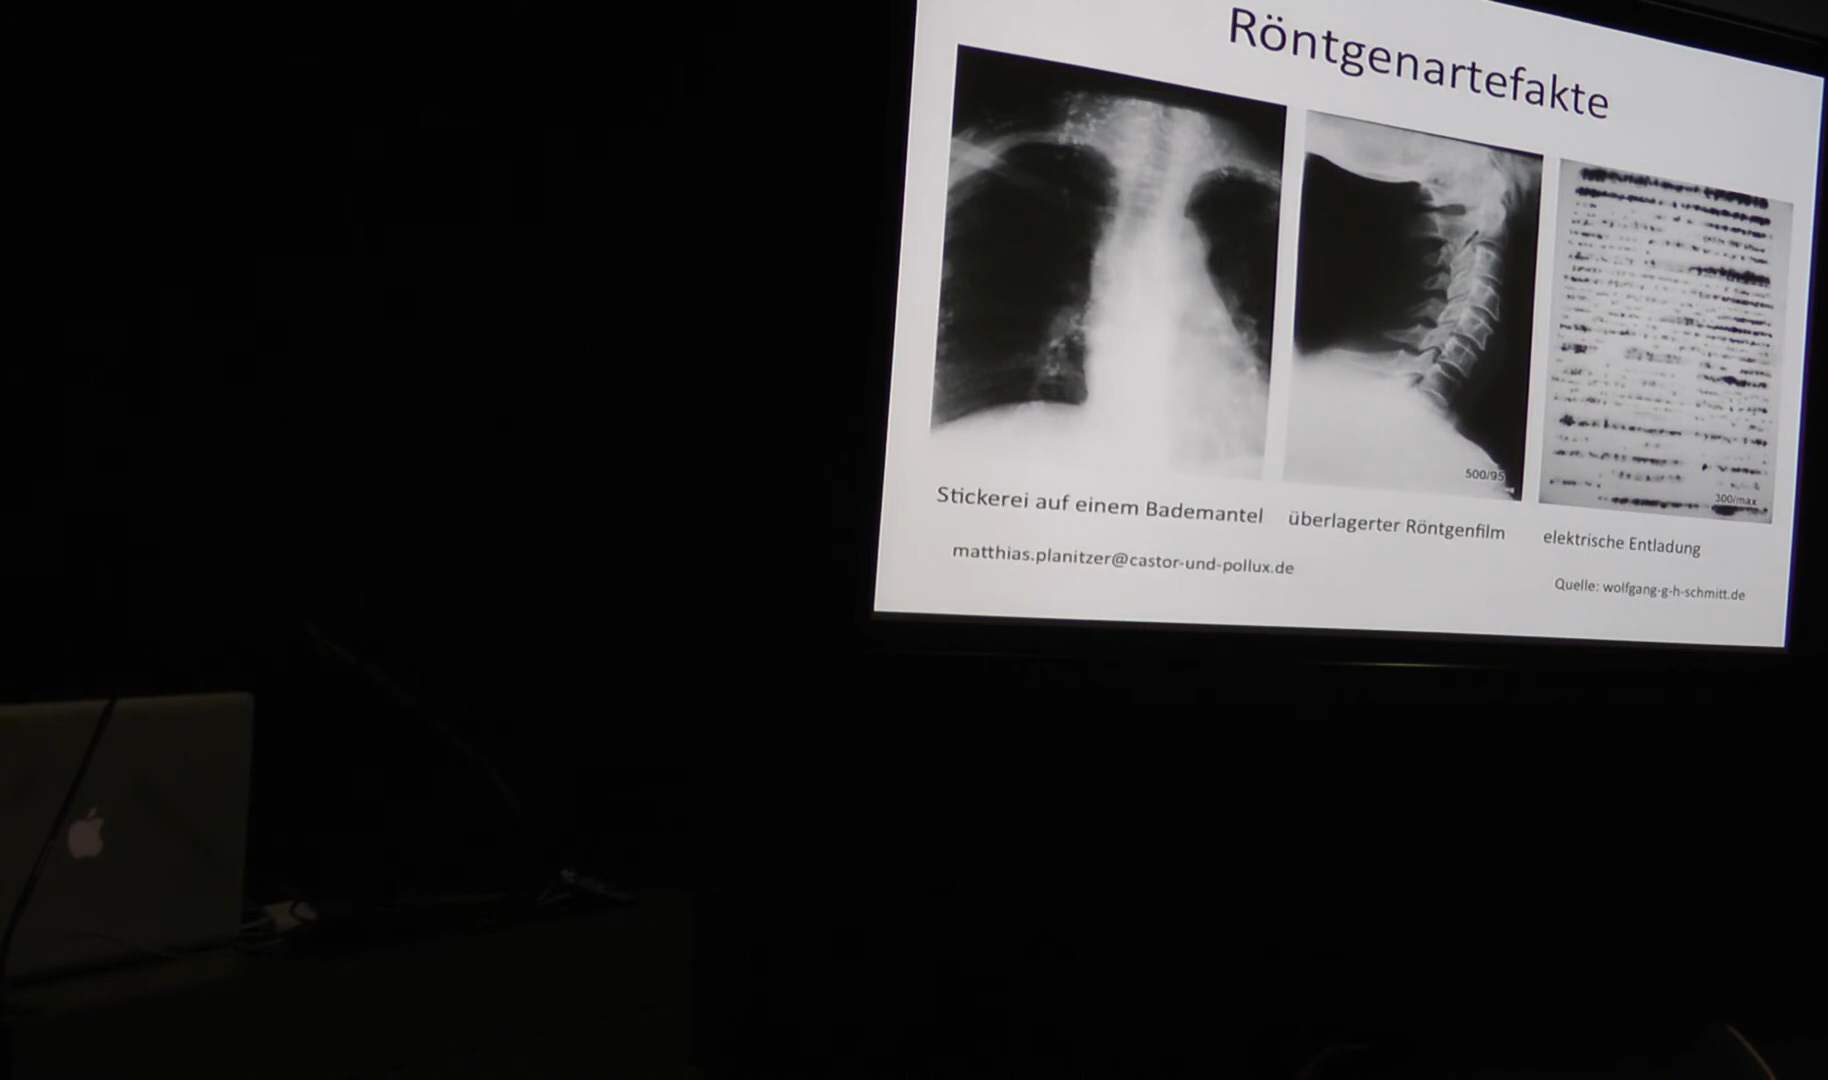 Röntgenartefakte
500/95
300/max
Stickerei auf einem Bademantel
überlagerter Röntgenfilm
elektrische Entladung
matthias.planitzer@castor-und-pollux.de
Quelle: wolfgang-g-h-schmitt.de